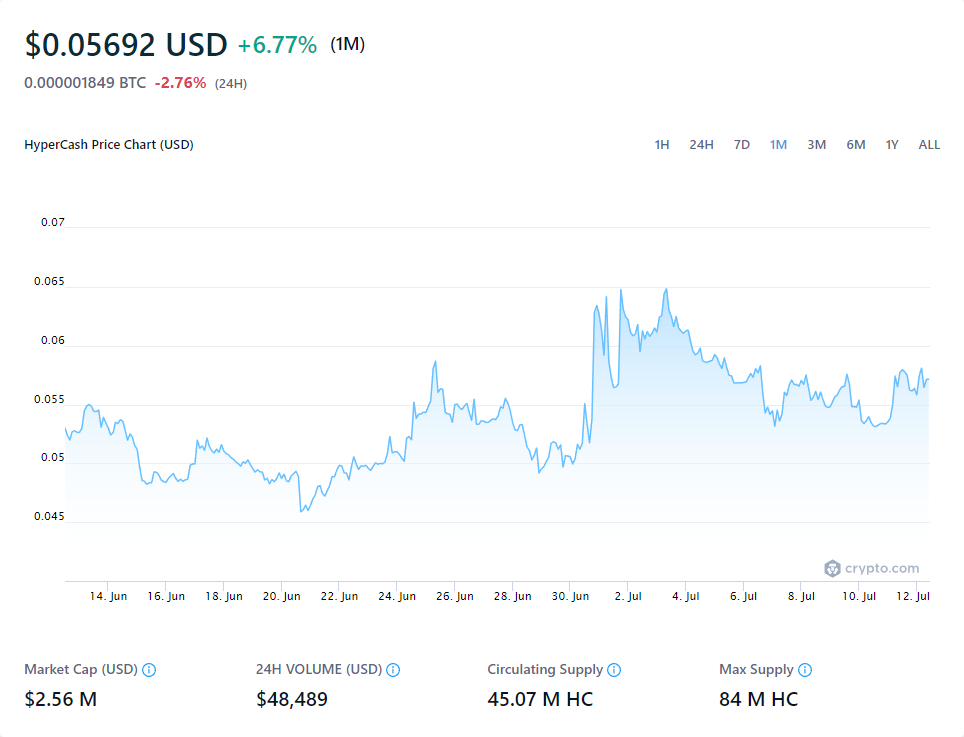 $0.05692 USD +6.77% (1M)
0.000001849 BTC -2.76% (24H)
HyperCash Price Chart (USD) 1H 24H 7D 1M 3M 6M 1Y ALL
0.07
0.065
0.06
0.055
0.05
0.045
crypto.com
14. Jun 16. Jun 18. Jun 20. Jun 22. Jun 24. Jun 26. Jun 28. Jun 30. Jun 2. Jul 4. Jul 6. Jul 8. Jul 10. Jul 12. Jul
Market Cap (USD) 24H VOLUME (USD) Circulating Supply Max Supply
$2.56 M $48,489 45.07 M HC 84 M HC